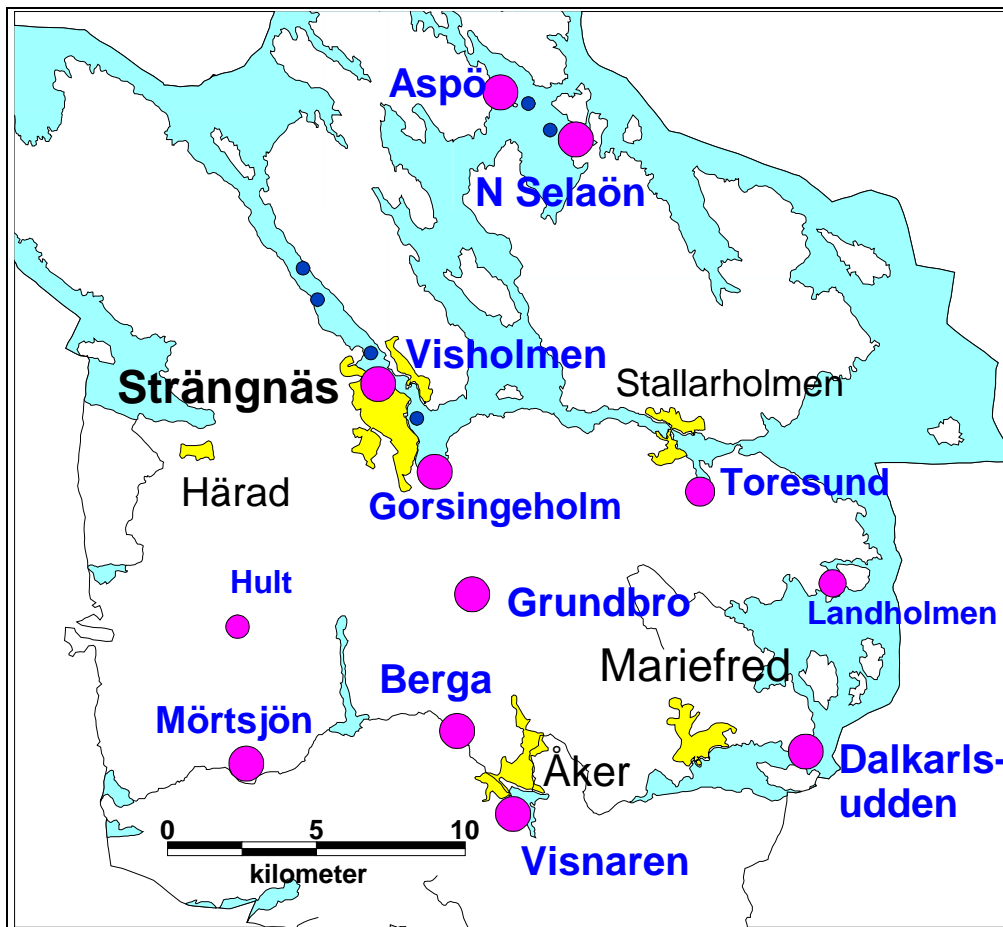 Aspö
N Selaön
Visholmen
Strängnäs
Stallarholmen
Härad
Gorsingeholm
Toresund
Hult
Grundbro
Landholmen
Mariefred
Berga
Mörtsjön
Åker
Dalkarls-
udden
0 5 10
kilometer
Visnaren